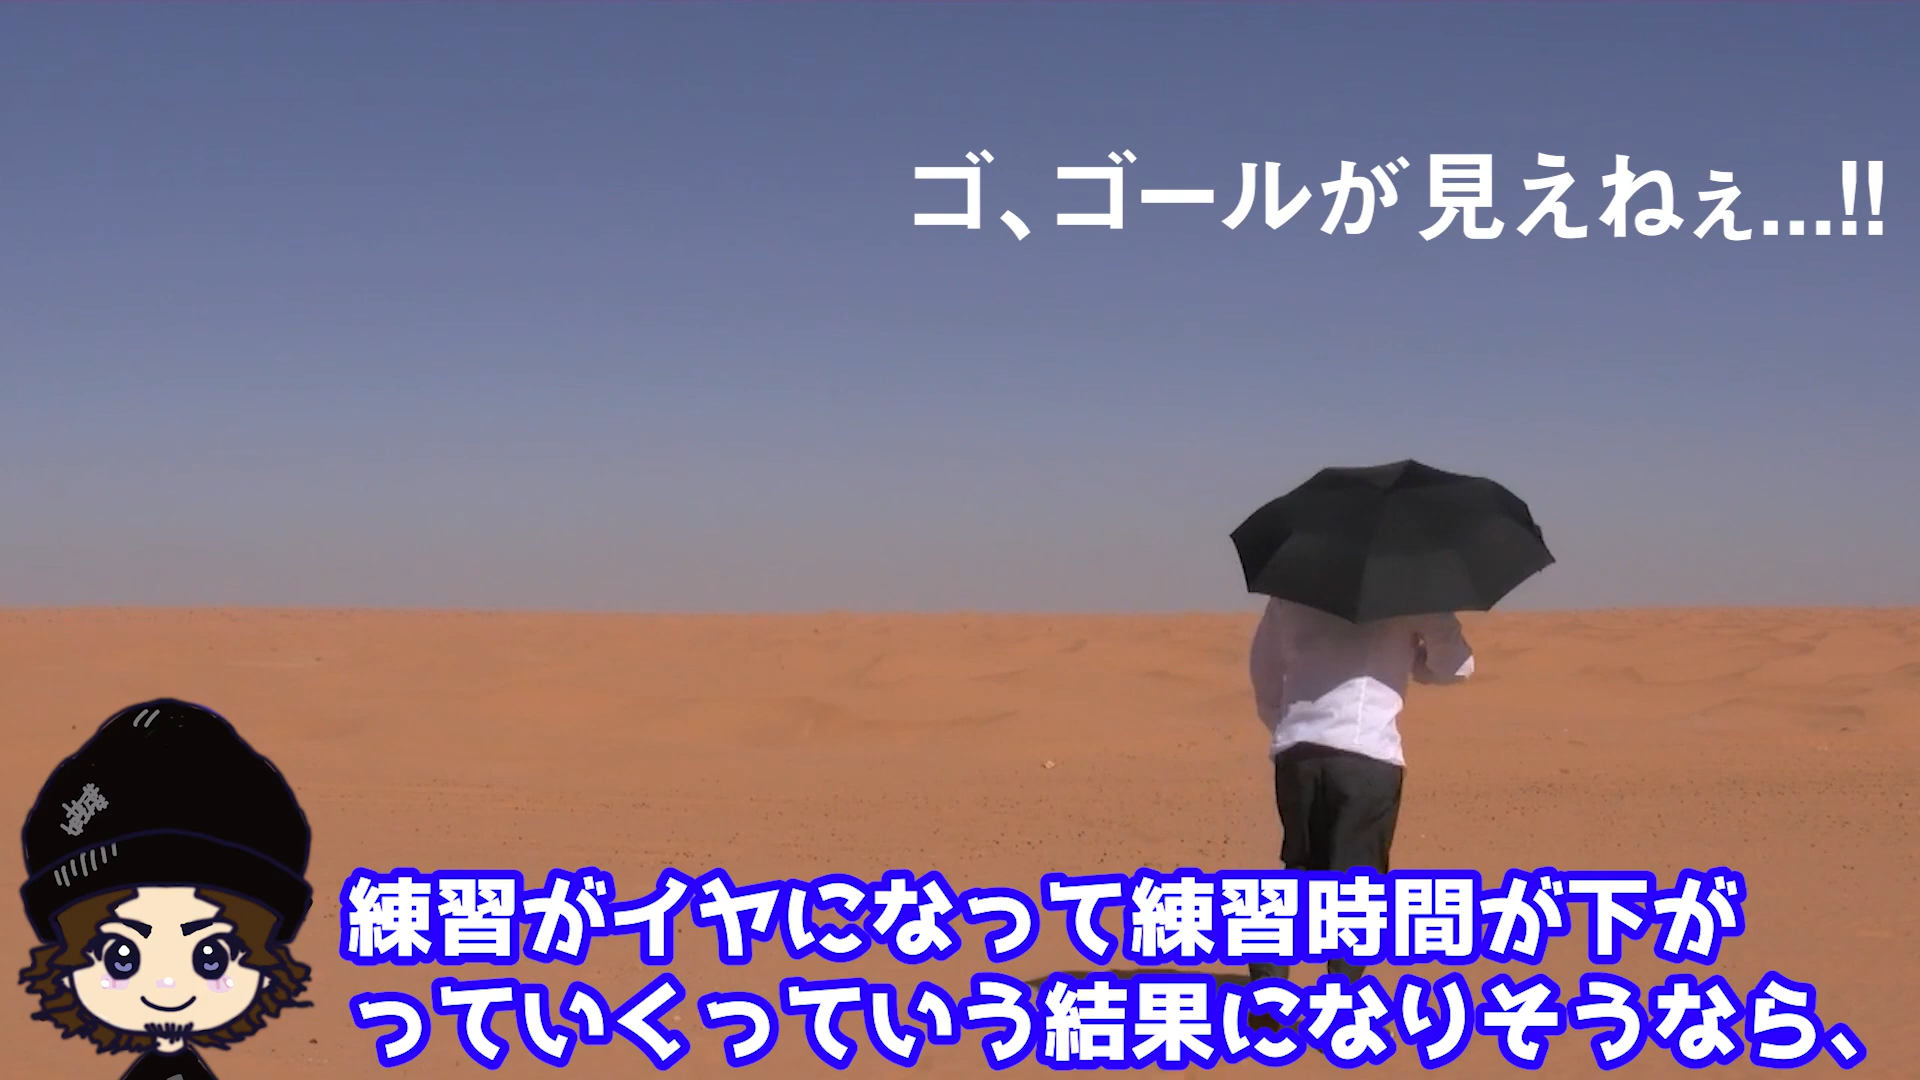 ゴ、ゴールが見えねぇ...!!
練習がイヤになって練習時間が下が
っていくっていう結果になりそうなら、